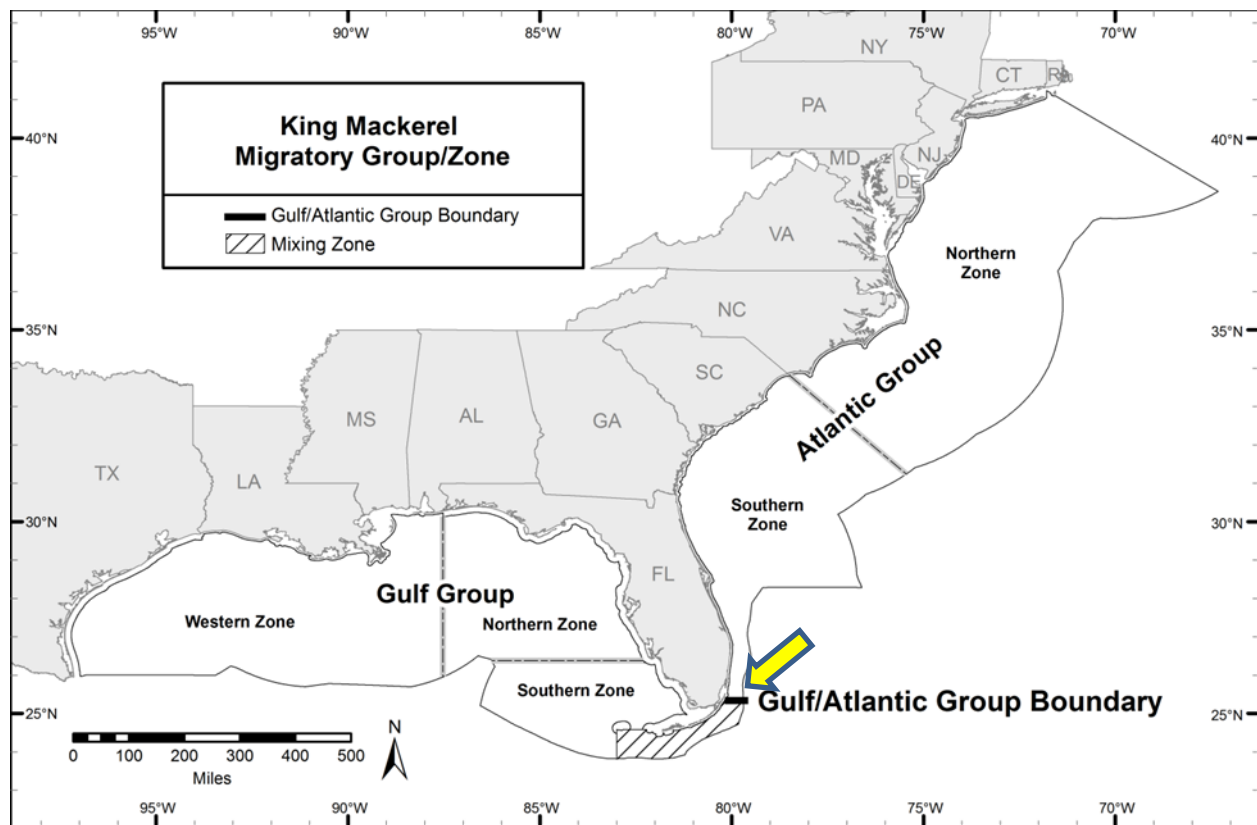 95°W 90°W 85°W 80°W 75°W 70°W
King Mackerel
Migratory Group/Zone
Gulf/Atlantic Group Boundary
Mixing Zone
NY
CT
RI
PA
40°N
40°N
NJ
MD
DE
VA
Northern
Zone
NC
35°N
35°N
SC
Atlantic Group
MS
AL
GA
TX
LA
Southern
Zone
30°N
30°N
FL
Gulf Group
Western Zone
Northern Zone
Southern Zone
Gulf/Atlantic Group Boundary
25°N
25°N
N
0 100 200 300 400 500
Miles
95°W 90°W 85°W 80°W 75°W 70°W